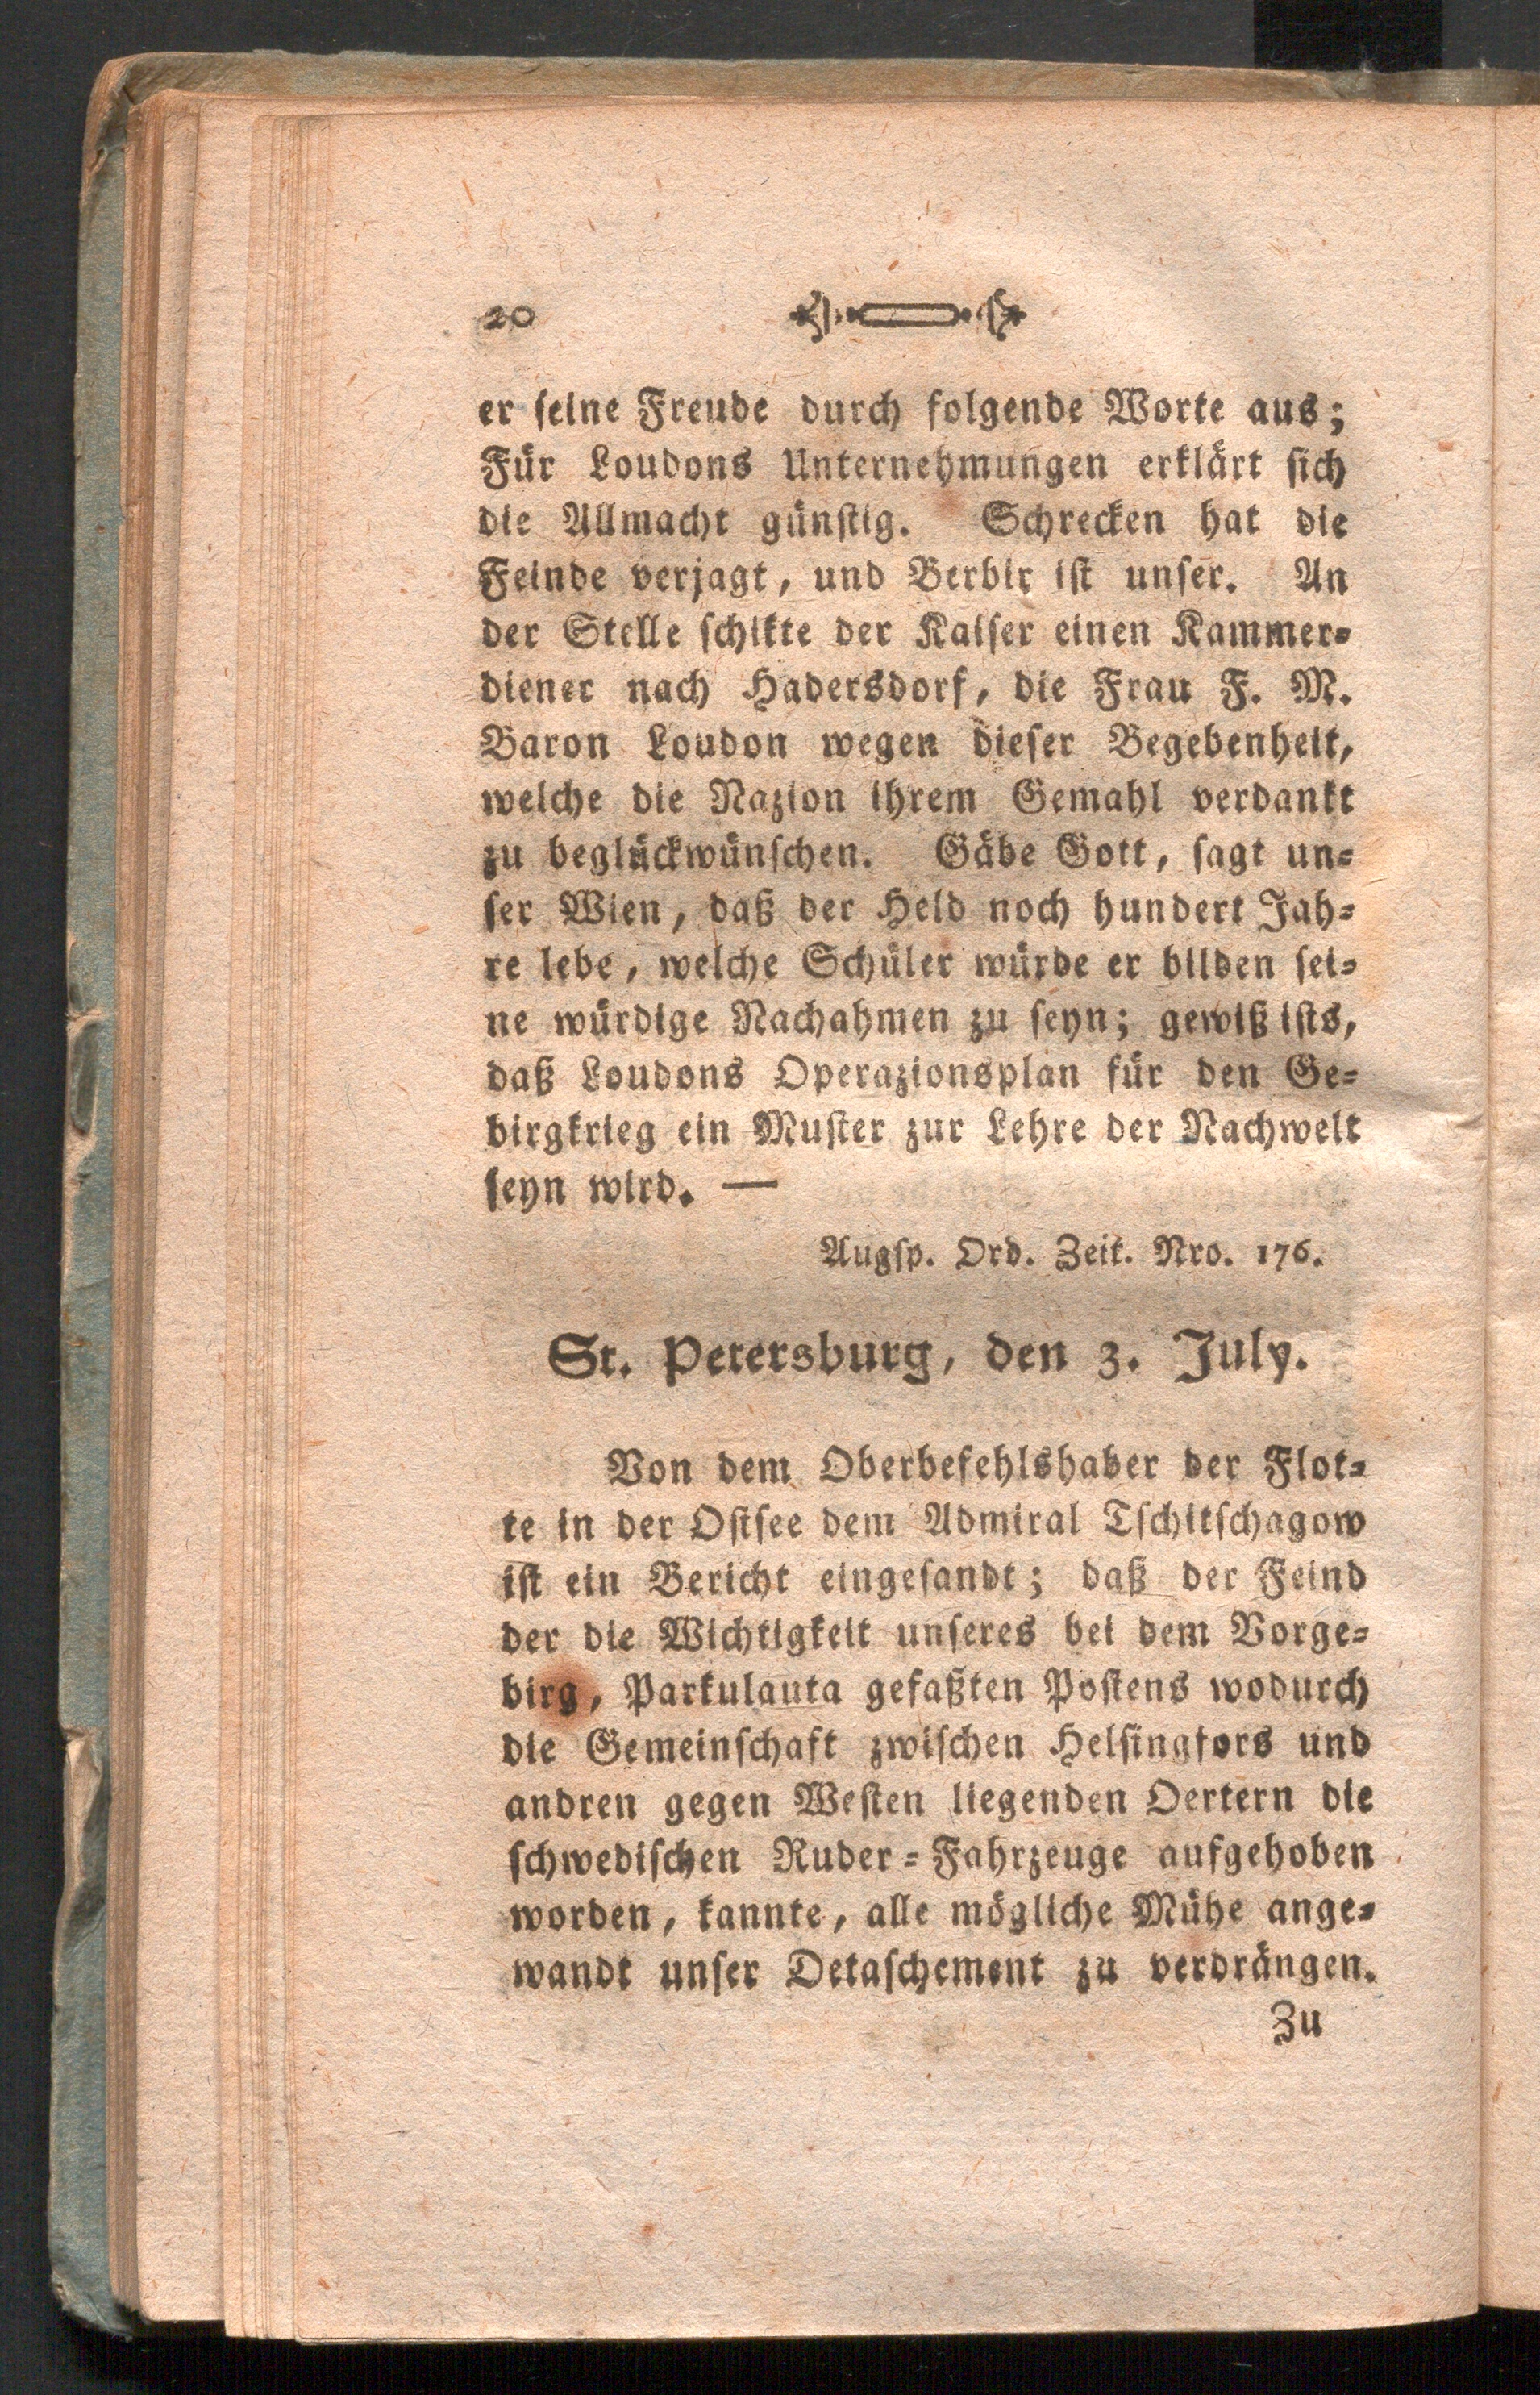 20
er seine Freude durch folgende Worte aus;
Für Loudons Unternehmungen erklärt sich
die Allmacht günstig. Schrecken hat die
Feinde verjagt, und Berbir ist unser. An
der Stelle schikte der Kaiser einen Kammer-
diener nach Hadersdorf, die Frau F. M.
Baron Loudon wegen dieser Begebenheit,
welche die Nazion ihrem Gemahl verdankt
zu beglückwünschen. Gäbe Gott, sagt un-
ser Wien, daß der Held noch hundert Jah-
re lebe, welche Schüler würde er bilden sei-
ne würdige Nachahmen zu seyn; gewiß ists,
daß Loudons Operazionsplan für den Ge-
birgkrieg ein Muster zur Lehre der Nachwelt
seyn wird. —
Augsp. Ord. Zeit. Nro. 176.
St. Petersburg, den 3. July.
Von dem Oberbefehlshaber der Flot-
te in der Ostsee dem Admiral Tschitschagow
ist ein Bericht eingesandt; daß der Feind
der die Wichtigkeit unseres bei dem Vorge-
birg, Parkulauta gefaßten Postens wodurch
die Gemeinschaft zwischen Helsingfors und
andren gegen Westen liegenden Oertern die
schwedischen Ruder-Fahrzeuge aufgehoben
worden, kannte, alle mögliche Mühe ange-
wandt unser Detaschement zu verdrängen.
Zu